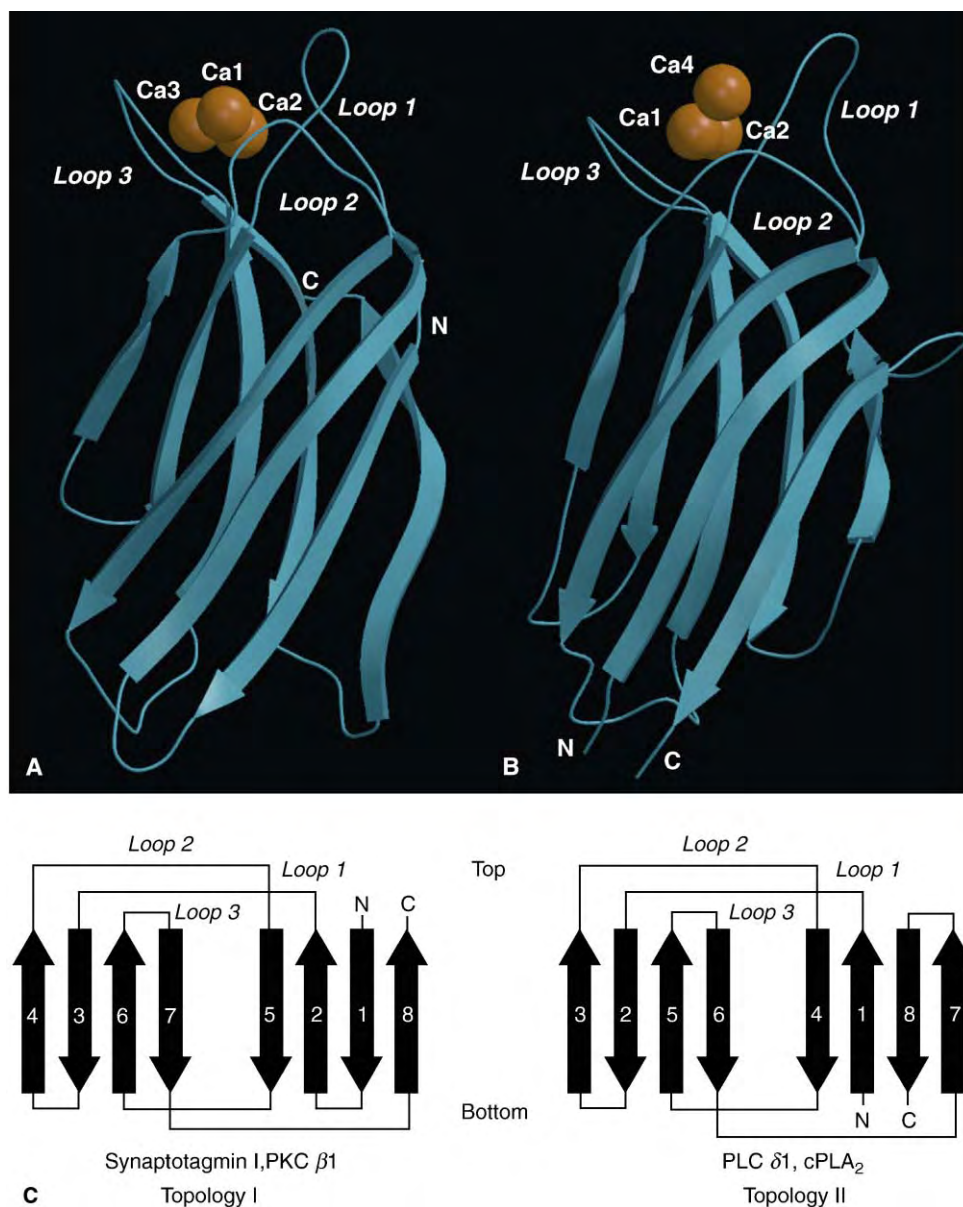 Ca3
Ca1
Ca2
Loop 1
Loop 3
Loop 2
C
N
A
Ca4
Ca1
Ca2
Loop 1
Loop 3
Loop 2
N
C
B
Loop 2
Loop 1
Loop 3
N
C
4
3
6
7
5
2
1
8
Synaptotagmin I,PKC β1
Topology I
Top
Bottom
Loop 2
Loop 1
Loop 3
3
2
5
6
4
1
8
7
N
C
PLC δ1, cPLA₂
Topology II
C